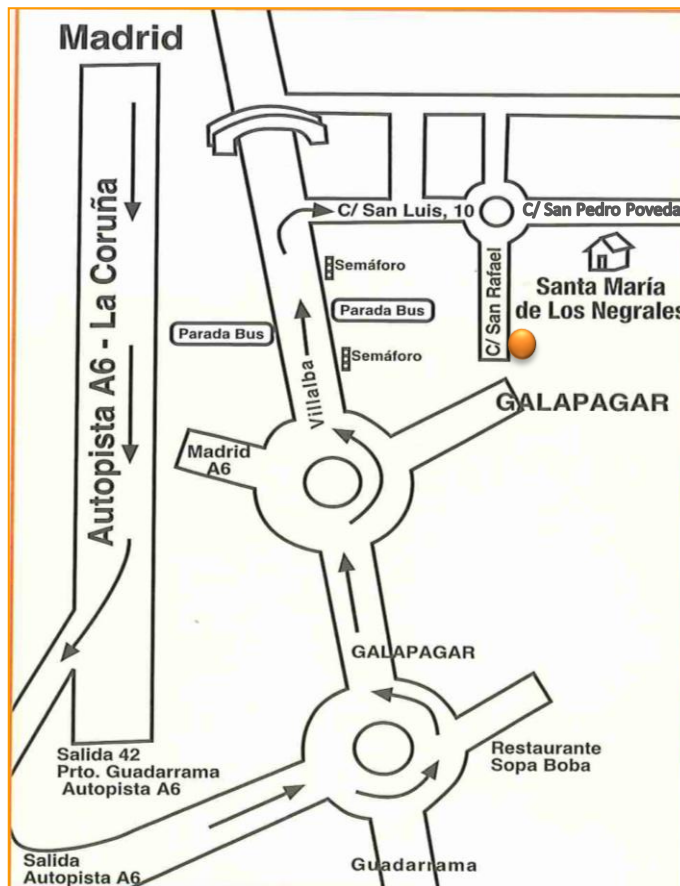 Madrid
Autopista A6 - La Coruña
C/ San Luis, 10
C/ San Pedro Poveda
Semáforo
Parada Bus
Parada Bus
Semáforo
C/ San Rafael
Santa María
de Los Negrales
Villalba
GALAPAGAR
Madrid
A6
GALAPAGAR
Salida 42
Prto. Guadarrama
Autopista A6
Restaurante
Sopa Boba
Salida
Autopista A6
Guadarrama